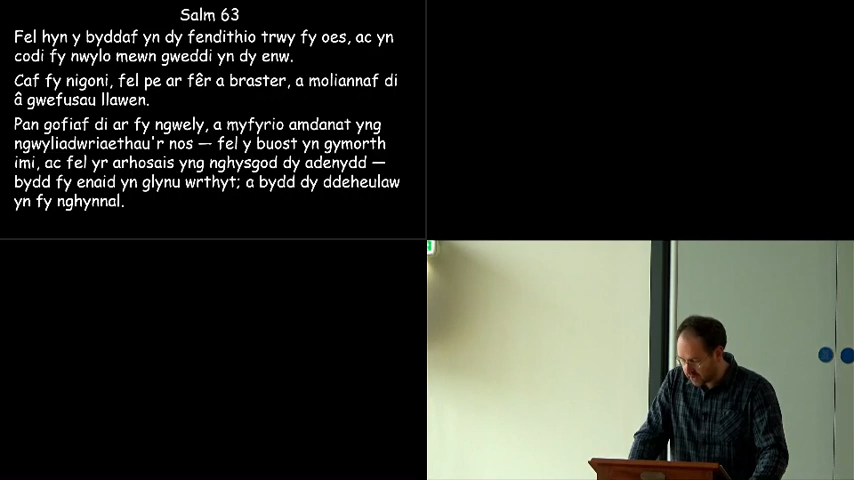 Salm 63
Fel hyn y byddaf yn dy fendithio trwy fy oes, ac yn
codi fy nwylo mewn gweddi yn dy enw.
Caf fy nigoni, fel pe ar fêr a braster, a moliannaf di
â gwefusau llawen.
Pan gofiaf di ar fy ngwely, a myfyrio amdanat yng
ngwyliadwriaethau'r nos — fel y buost yn gymorth
imi, ac fel yr arhosais yng nghysgod dy adenydd —
bydd fy enaid yn glynu wrthyt; a bydd dy ddeheulaw
yn fy nghynnal.